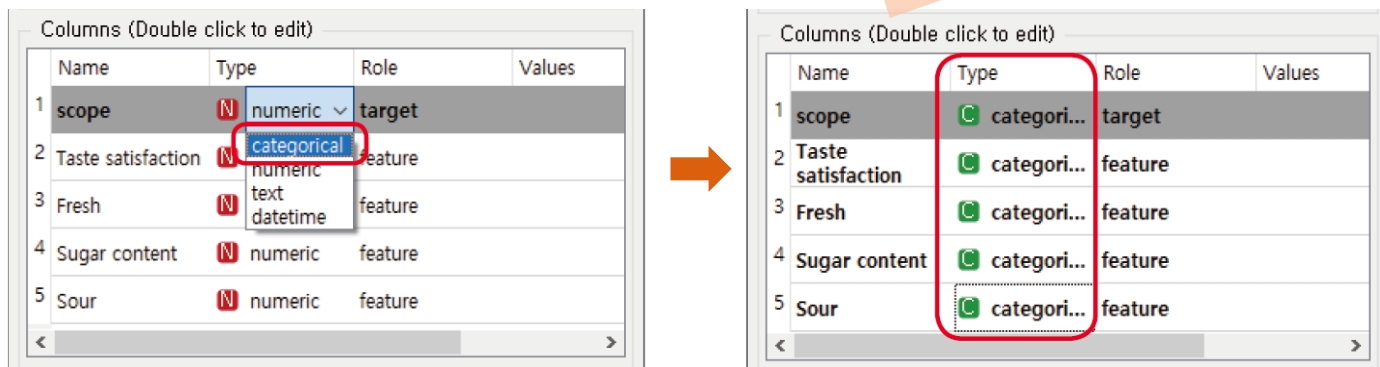 Columns (Double click to edit)
Name Type Role Values
1 scope N numeric target
categorical
2 Taste satisfaction N numeric feature
text
3 Fresh N datetime feature
4 Sugar content N numeric feature
5 Sour N numeric feature
Columns (Double click to edit)
Name Type Role Values
1 scope C categori... target
2 Taste
satisfaction C categori... feature
3 Fresh C categori... feature
4 Sugar content C categori... feature
5 Sour C categori... feature